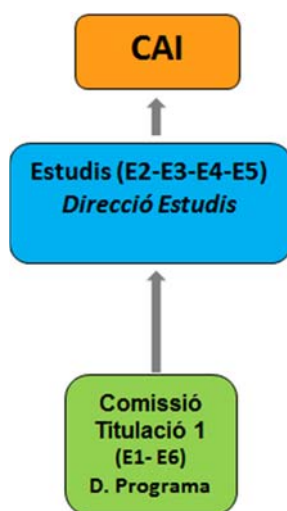 CAI
Estudis (E2-E3-E4-E5)
Direcció Estudis
Comissió
Titulació 1
(E1- E6)
D. Programa